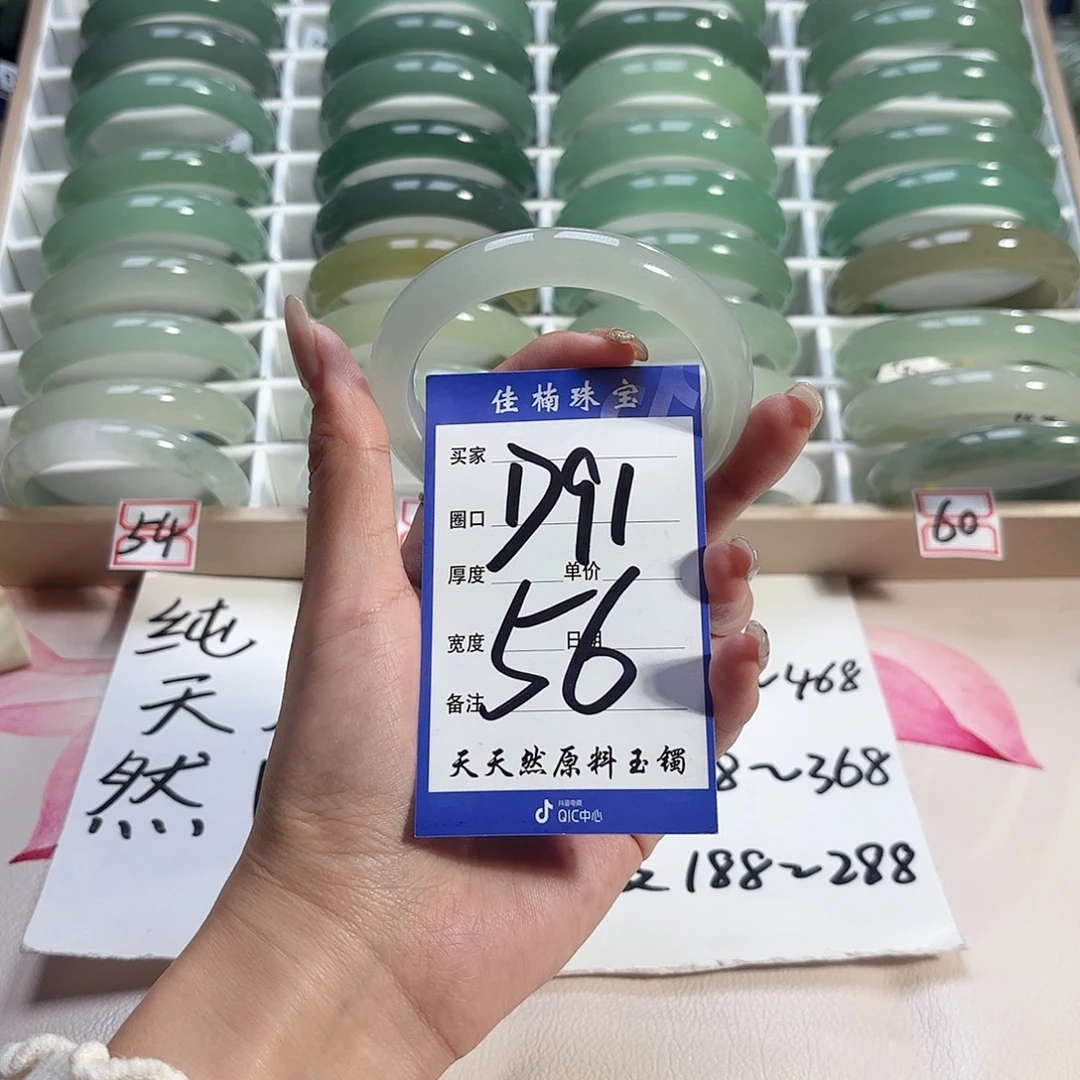 佳楠珠宝
买家
D91
圈口
厚度
单价
56
宽度
备注
天天然原料玉镯
抖音电商
QIC中心
54
60
纯
天
然
~468
8~368
188~288